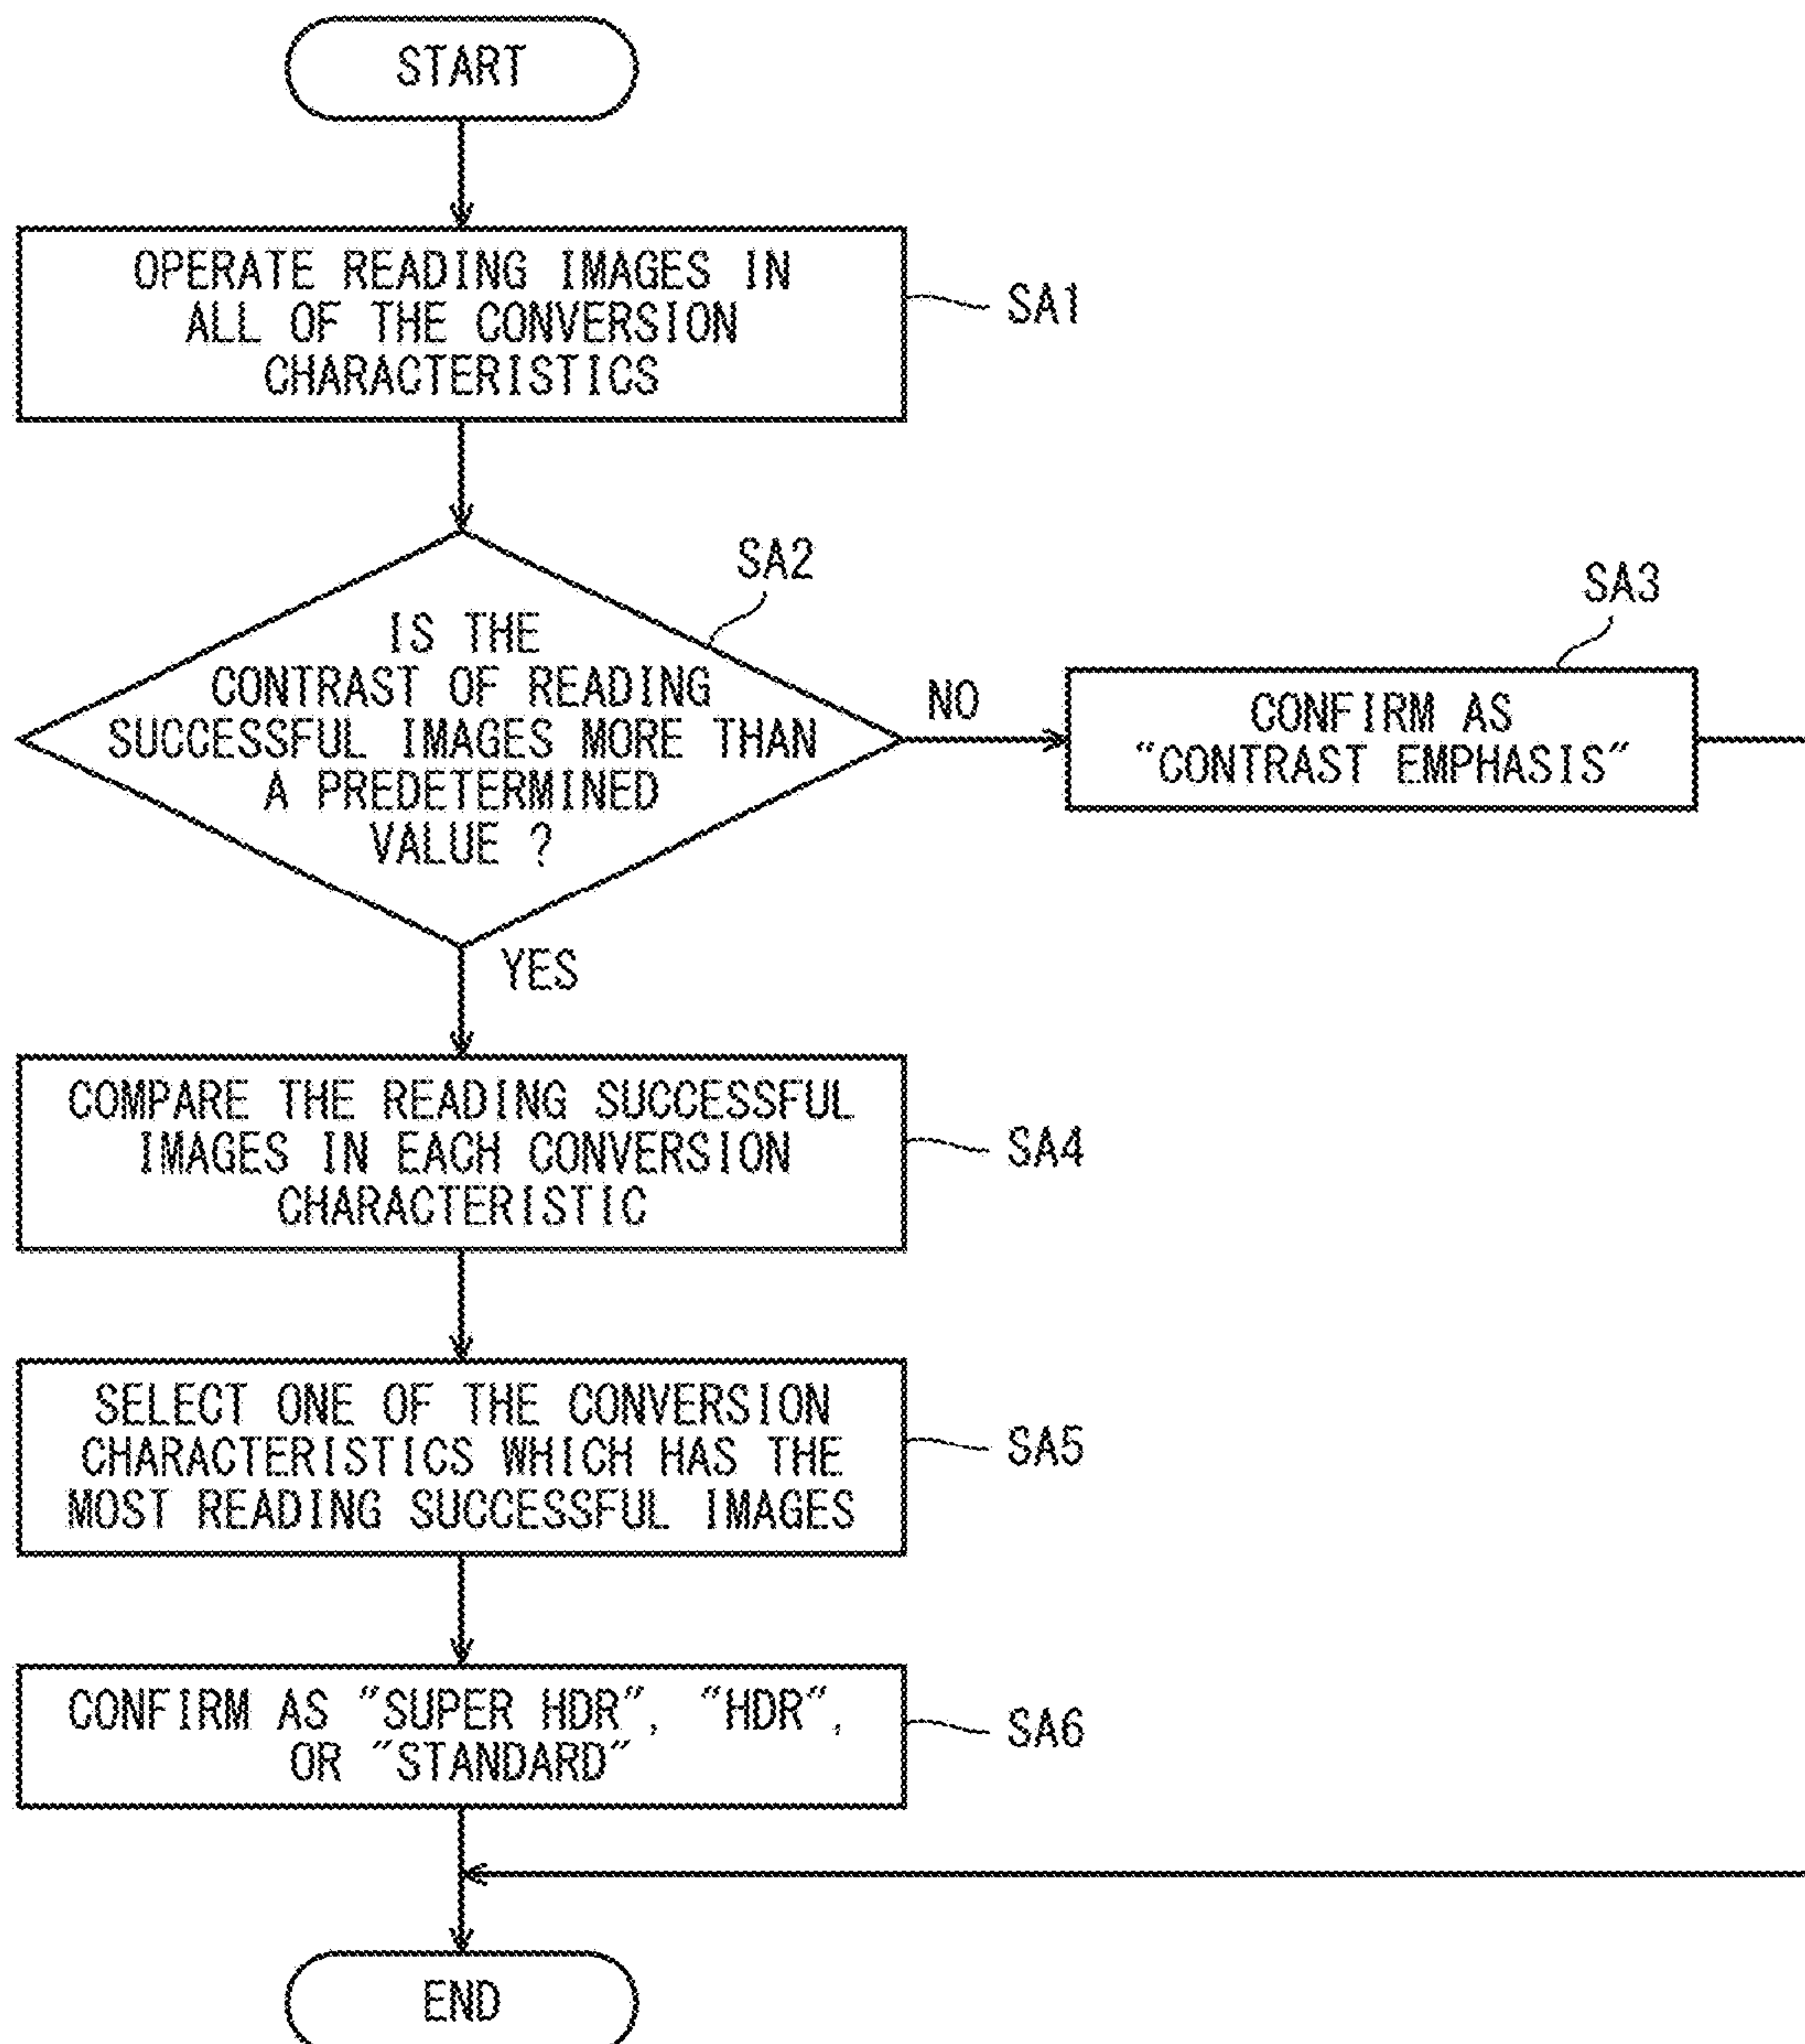 START
OPERATE READING IMAGES IN
ALL OF THE CONVERSION
CHARACTERISTICS
SA1
SA2
IS THE
CONTRAST OF READING
SUCCESSFUL IMAGES MORE THAN
A PREDETERMINED
VALUE ?
NO
SA3
CONFIRM AS
"CONTRAST EMPHASIS"
YES
COMPARE THE READING SUCCESSFUL
IMAGES IN EACH CONVERSION
CHARACTERISTIC
SA4
SELECT ONE OF THE CONVERSION
CHARACTERISTICS WHICH HAS THE
MOST READING SUCCESSFUL IMAGES
SA5
CONFIRM AS "SUPER HDR", "HDR",
OR "STANDARD"
SA6
END